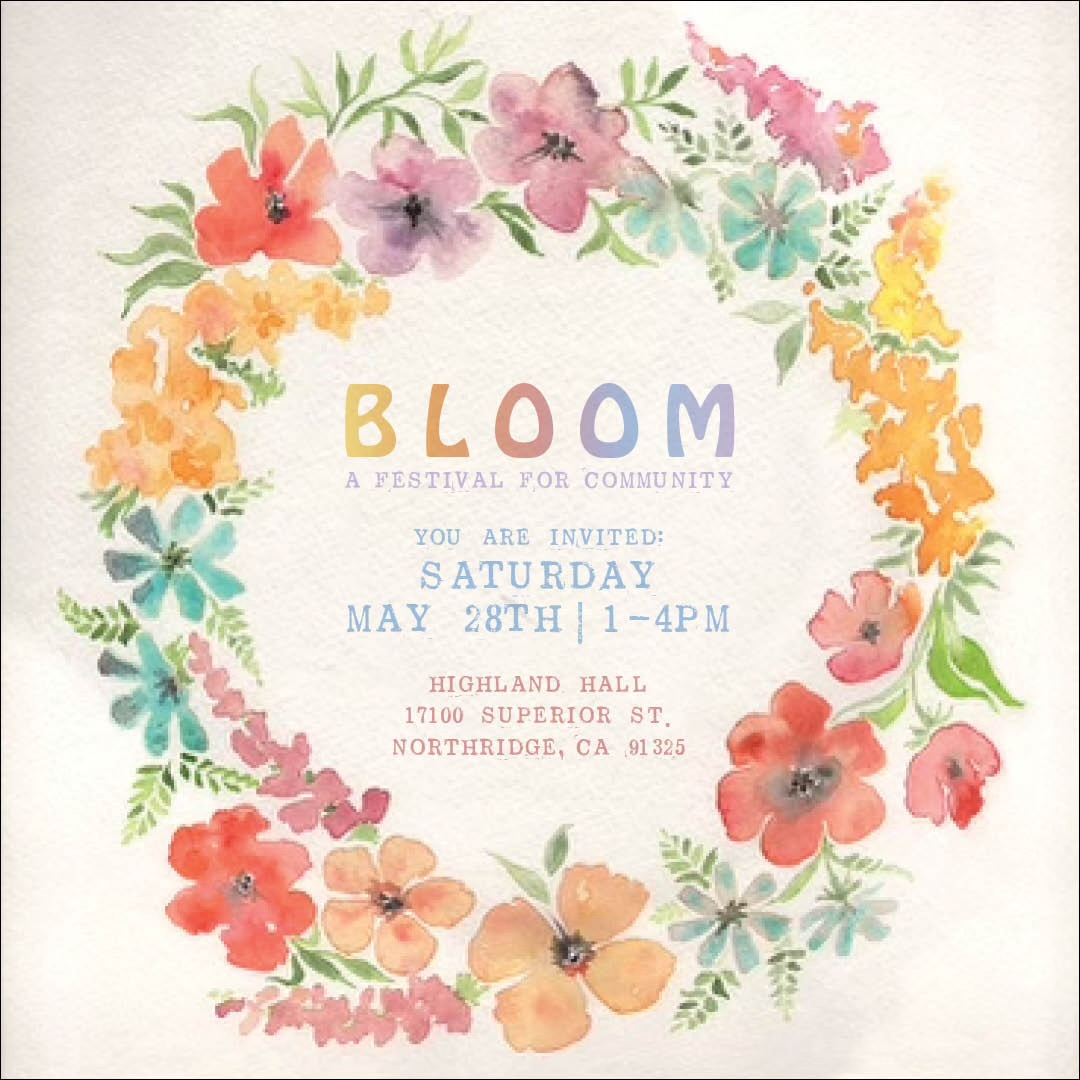 BLOOM
A FESTIVAL FOR COMMUNITY
YOU ARE INVITED:
SATURDAY
MAY 28TH | 1-4PM
HIGHLAND HALL
17100 SUPERIOR ST.
NORTHRIDGE, CA 91325